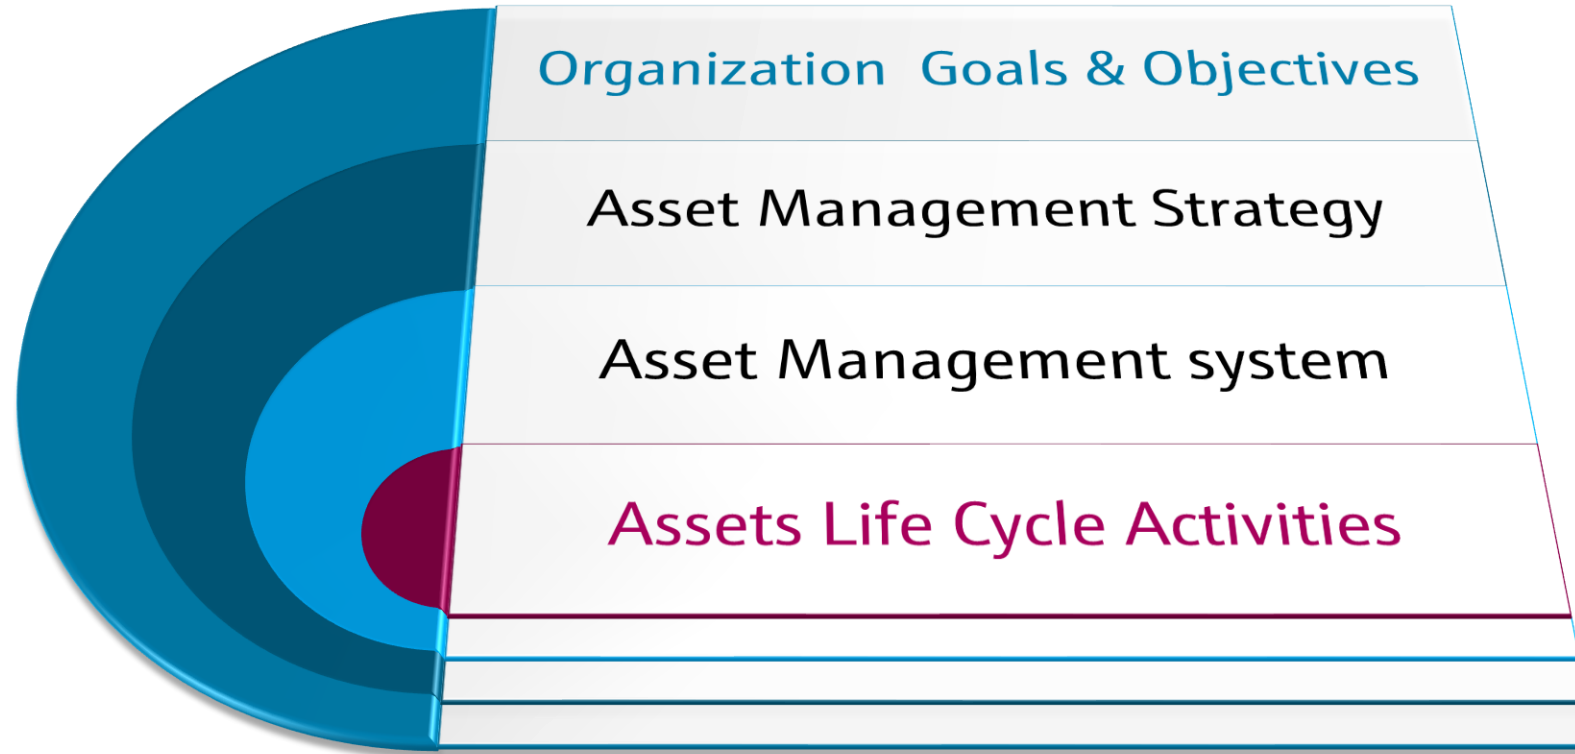 Organization  Goals & Objectives
Asset Management Strategy
Asset Management system
Assets Life Cycle Activities